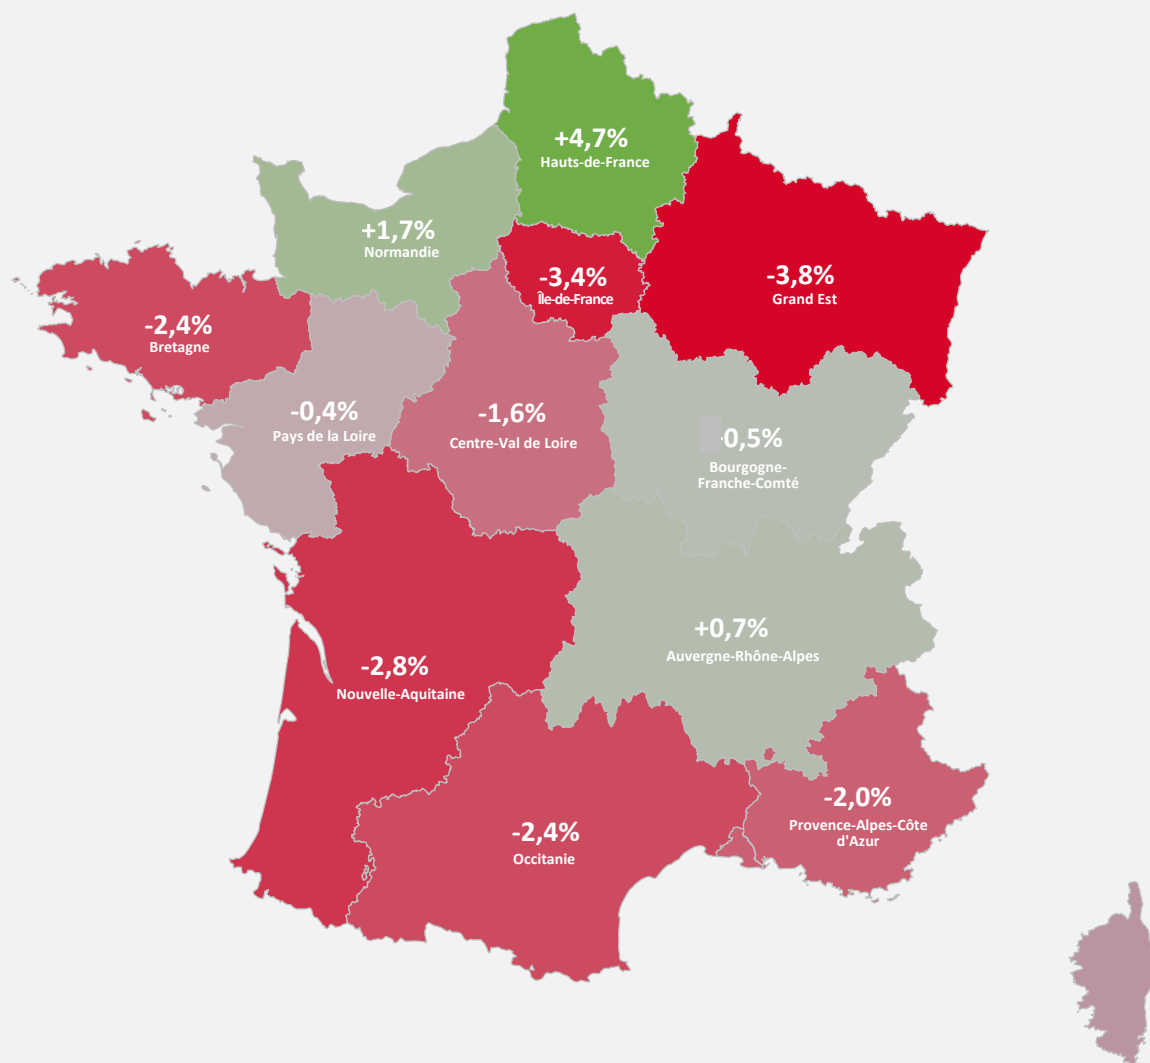 +4,7%
Hauts-de-France
+1,7%
Normandie
-3,4%
Île-de-France
-3,8%
Grand Est
-2,4%
Bretagne
-0,4%
Pays de la Loire
-1,6%
Centre-Val de Loire
-0,5%
Bourgogne-
Franche-Comté
+0,7%
Auvergne-Rhône-Alpes
-2,8%
Nouvelle-Aquitaine
-2,0%
Provence-Alpes-Côte
d'Azur
-2,4%
Occitanie